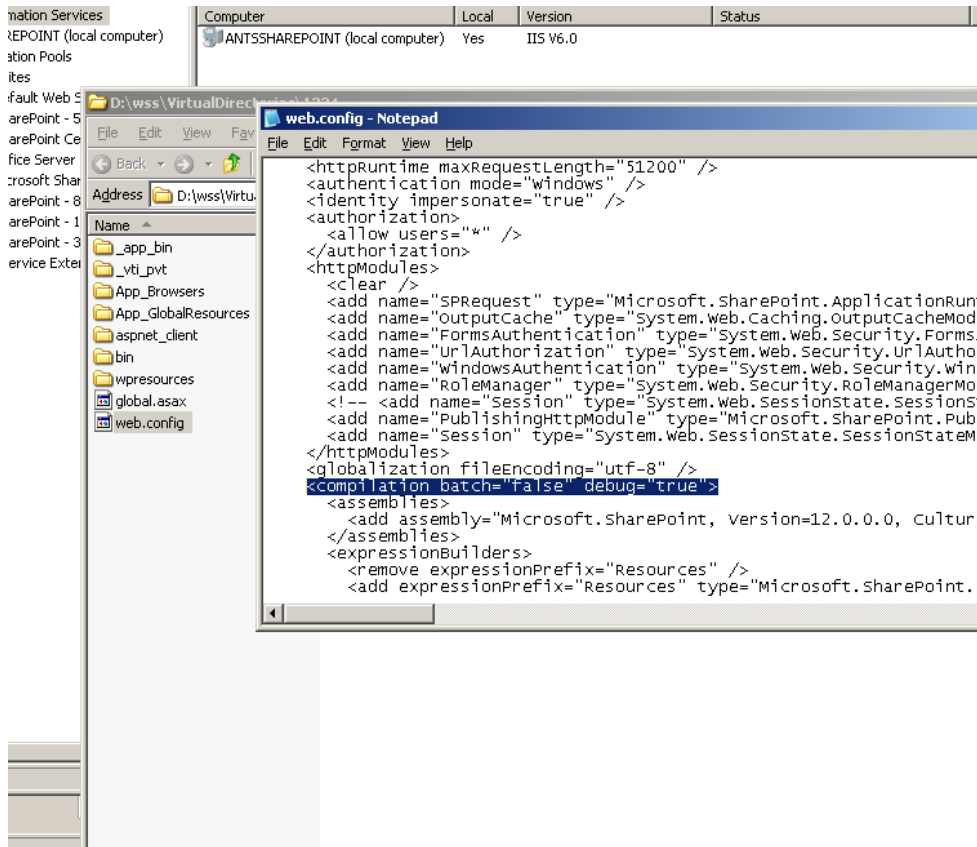 mation Services
REPOINT (local computer)
ation Pools
ites
fault Web S
arePoint - 5
arePoint Ce
fice Server
crosoft Shar
arePoint - 8
arePoint - 1
arePoint - 3
ervice Exter
Computer Local Version Status
ANTSSHAREPOINT (local computer) Yes IIS V6.0
D:\wss\VirtualDirectories\1234
File Edit View Fav
Back
Address D:\wss\Virtu
Name
_app_bin
_vti_pvt
App_Browsers
App_GlobalResources
aspnet_client
bin
wpresources
global.asax
web.config
web.config - Notepad
File Edit Format View Help
<httpRuntime maxRequestLength="51200" />
<authentication mode="Windows" />
<identity impersonate="true" />
<authorization>
<allow users="*" />
</authorization>
<httpModules>
<clear />
<add name="SPRequest" type="Microsoft.SharePoint.ApplicationRun
<add name="OutputCache" type="System.Web.Caching.OutputCacheMod
<add name="FormsAuthentication" type="System.Web.Security.Forms
<add name="UrlAuthorization" type="System.Web.Security.UrlAutho
<add name="WindowsAuthentication" type="System.Web.Security.Win
<add name="RoleManager" type="System.Web.Security.RoleManagerMo
<!-- <add name="Session" type="System.Web.SessionState.SessionS
<add name="PublishingHttpModule" type="Microsoft.SharePoint.Pub
<add name="Session" type="System.Web.SessionState.SessionStateM
</httpModules>
<globalization fileEncoding="utf-8" />
<compilation batch="false" debug="true">
<assemblies>
<add assembly="Microsoft.SharePoint, Version=12.0.0.0, Cultur
</assemblies>
<expressionBuilders>
<remove expressionPrefix="Resources" />
<add expressionPrefix="Resources" type="Microsoft.SharePoint.